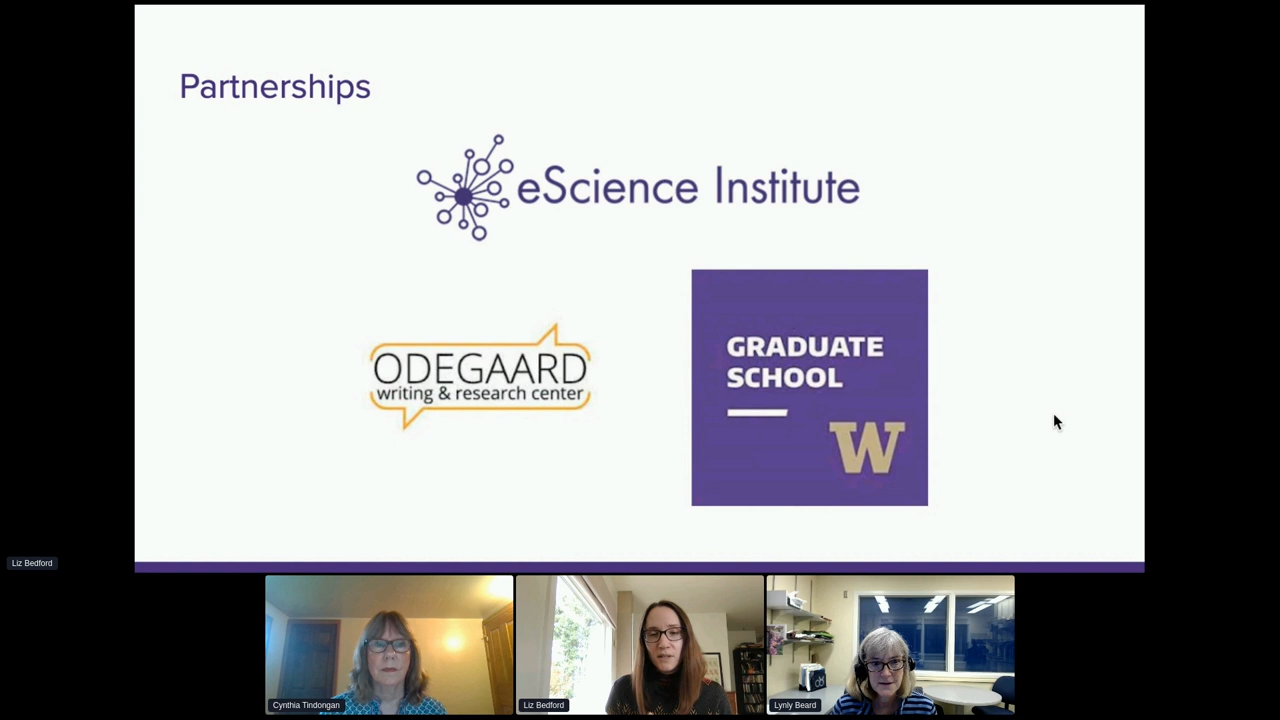 Partnerships
eScience Institute
ODEGAARD
writing & research center
GRADUATE
SCHOOL
W
Liz Bedford
Cynthia Tindongan
Liz Bedford
Lynly Beard